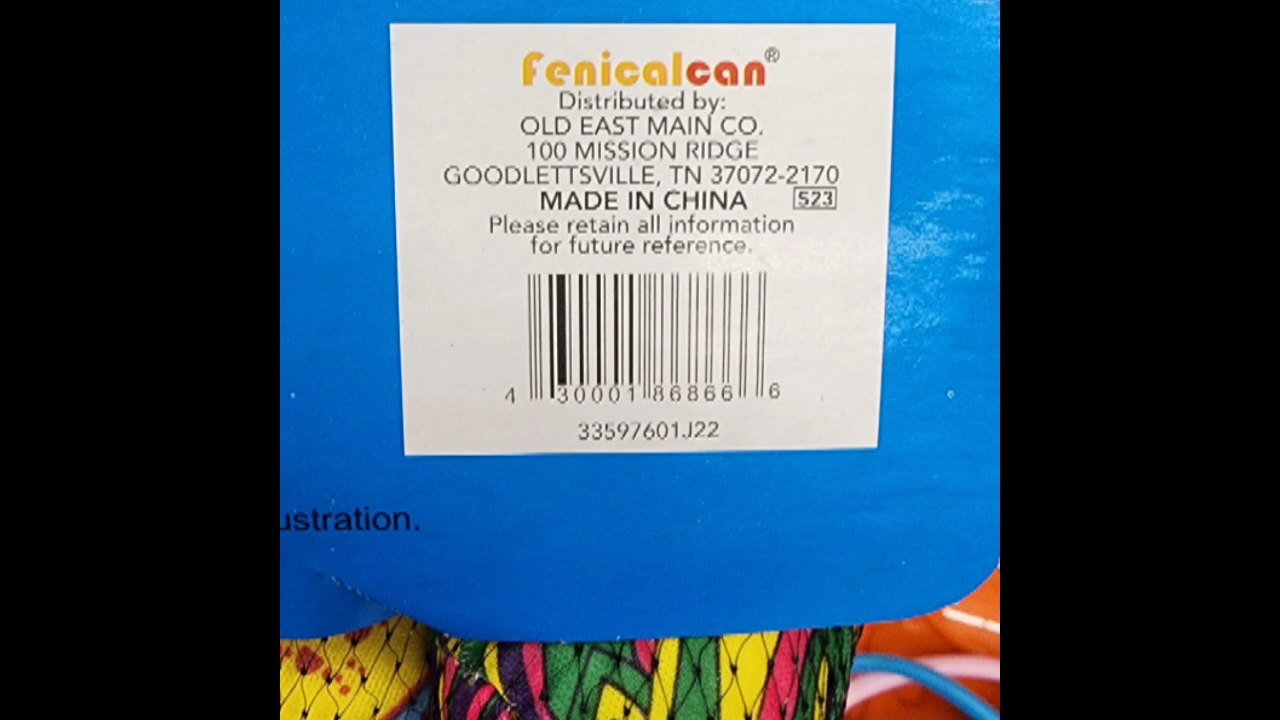 Fenicalcan®
Distributed by:
OLD EAST MAIN CO.
100 MISSION RIDGE
GOODLETTSVILLE, TN 37072-2170
MADE IN CHINA S23
Please retain all information
for future reference.
4 30001 86866 6
33597601J22
ustration.